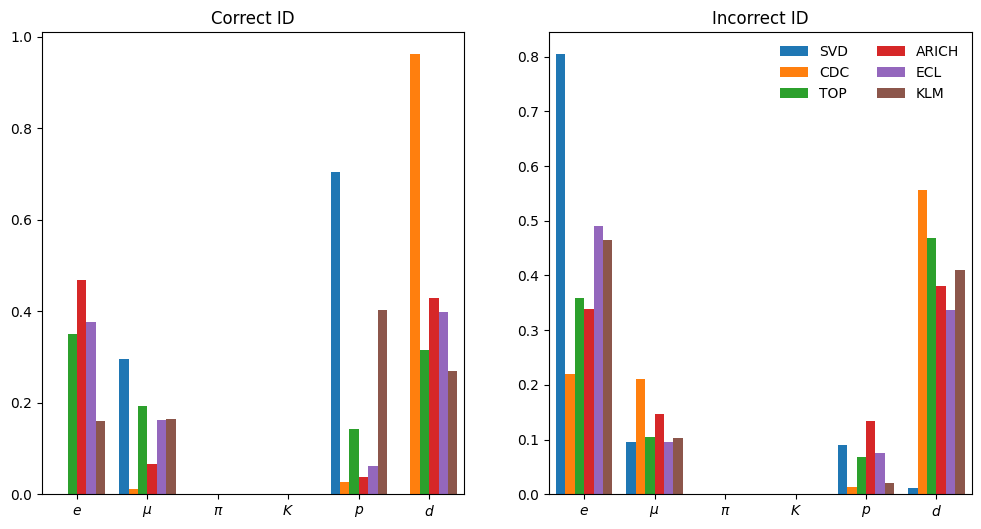 Correct ID
1.0
0.8
0.6
0.4
0.2
0.0
e μ π K p d
Incorrect ID
SVD ARICH
CDC ECL
TOP KLM
0.8
0.7
0.6
0.5
0.4
0.3
0.2
0.1
0.0
e μ π K p d